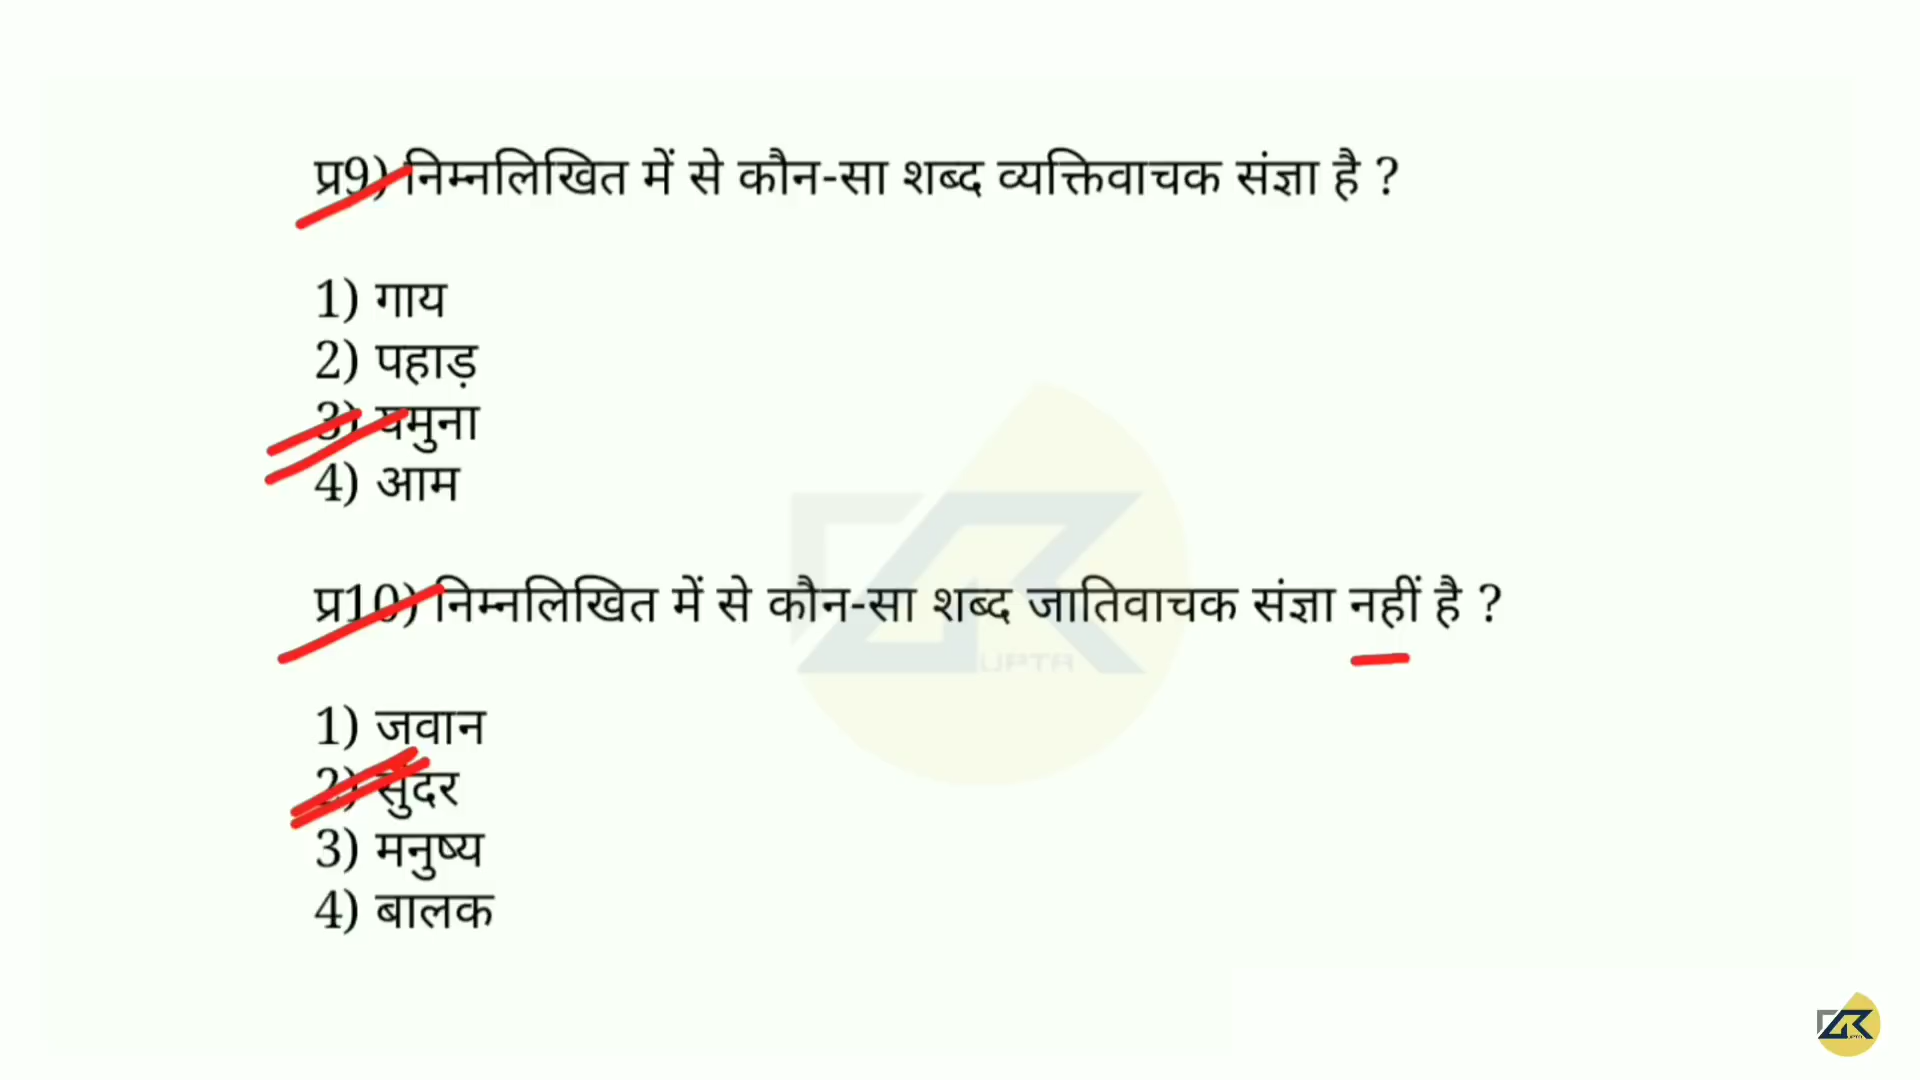 प्र9) निम्नलिखित में से कौन-सा शब्द व्यक्तिवाचक संज्ञा है ?
1) गाय
2) पहाड़
3) यमुना
4) आम
प्र10) निम्नलिखित में से कौन-सा शब्द जातिवाचक संज्ञा नहीं है ?
UPTA
1) जवान
2) सुंदर
3) मनुष्य
4) बालक